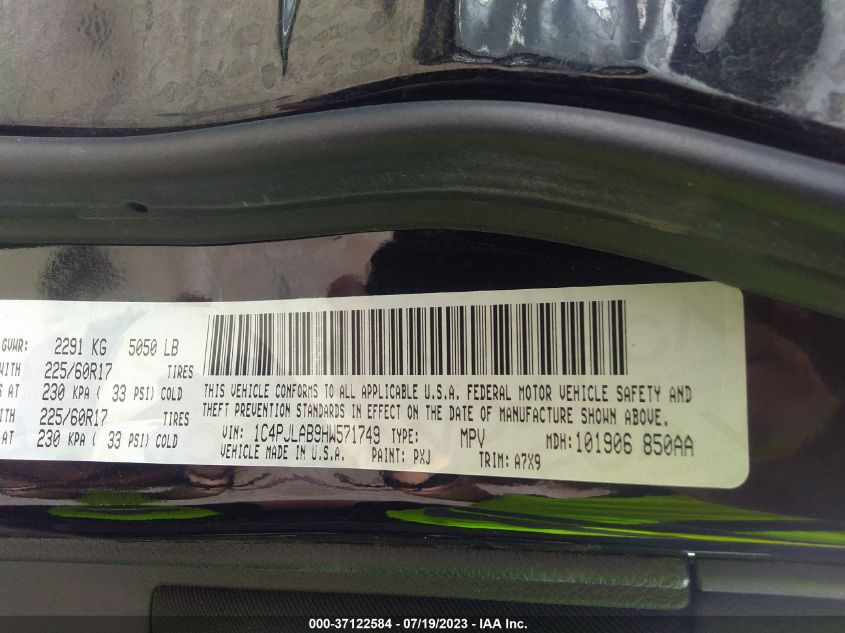 GVWR: 2291 KG 5050 LB
WITH 225/60R17 TIRES
AT 230 KPA ( 33 PSI) COLD
WITH 225/60R17 TIRES
AT 230 KPA ( 33 PSI) COLD
THIS VEHICLE CONFORMS TO ALL APPLICABLE U.S.A. FEDERAL MOTOR VEHICLE SAFETY AND
THEFT PREVENTION STANDARDS IN EFFECT ON THE DATE OF MANUFACTURE SHOWN ABOVE.
VIN: 1C4PJLAB9HW571749 TYPE: MPV MDH: 101906 850AA
VEHICLE MADE IN U.S.A. PAINT: PXJ TRIM: A7X9
000-37122584 - 07/19/2023 - IAA Inc.